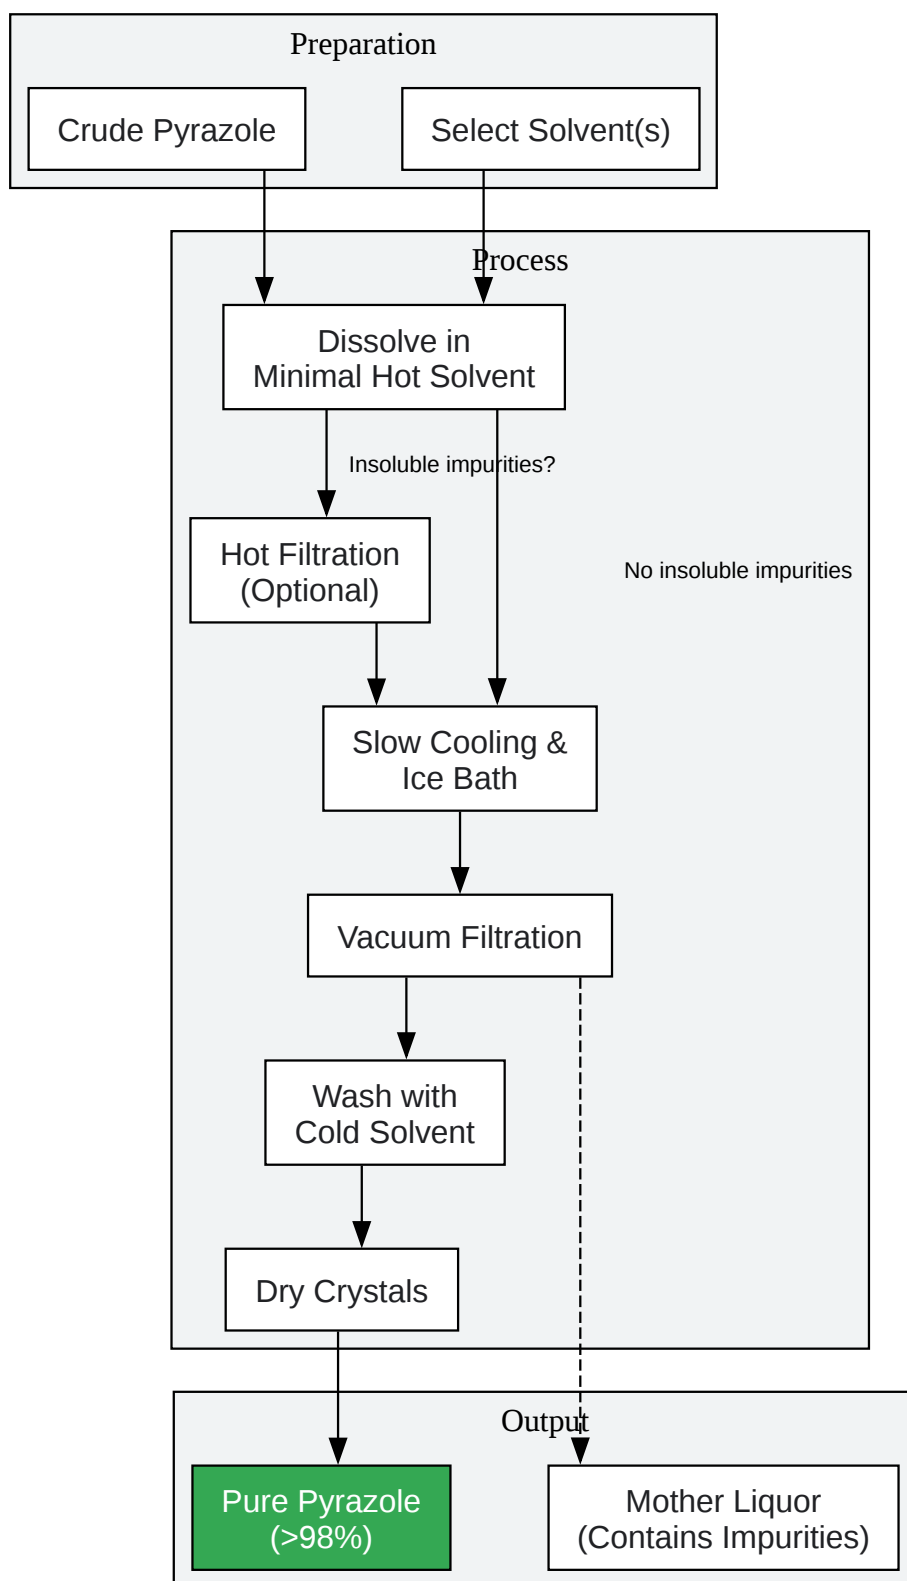 Preparation
Crude Pyrazole
Select Solvent(s)
Process
Dissolve in
Minimal Hot Solvent
Insoluble impurities?
Hot Filtration
(Optional)
No insoluble impurities
Slow Cooling &
Ice Bath
Vacuum Filtration
Wash with
Cold Solvent
Dry Crystals
Output
Pure Pyrazole
(>98%)
Mother Liquor
(Contains Impurities)